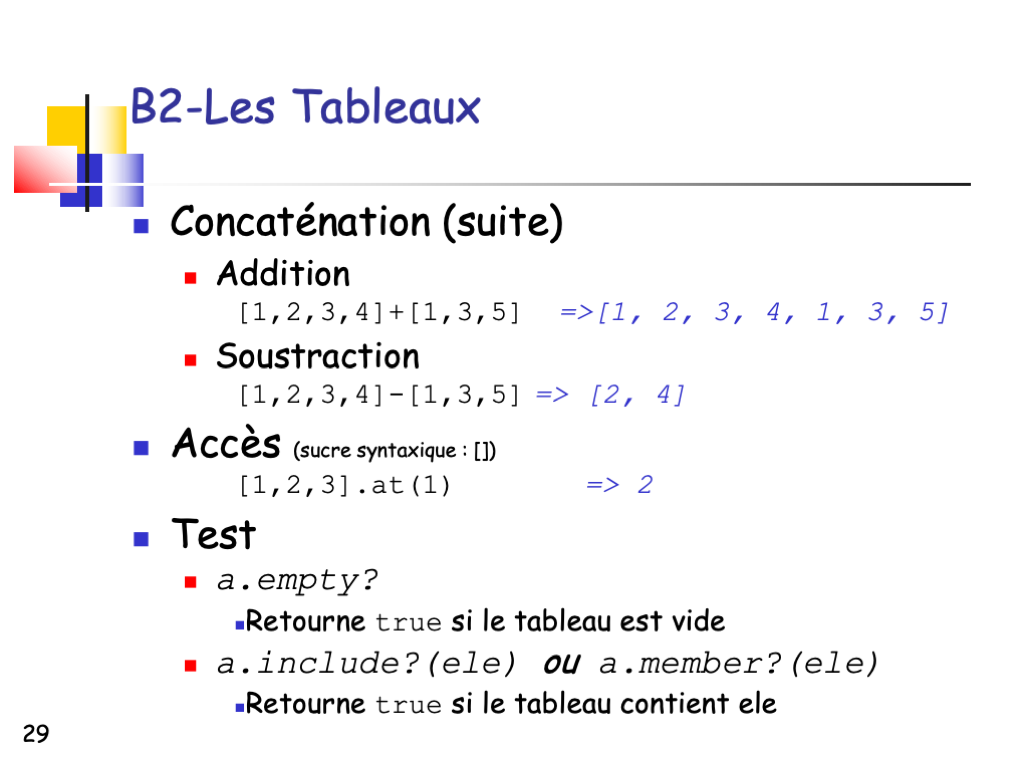 B2-Les Tableaux
Concaténation (suite)
Addition
[1,2,3,4]+[1,3,5] =>[1, 2, 3, 4, 1, 3, 5]
Soustraction
[1,2,3,4]-[1,3,5] => [2, 4]
Accès (sucre syntaxique : [])
[1,2,3].at(1) => 2
Test
a.empty?
Retourne true si le tableau est vide
a.include?(ele) ou a.member?(ele)
Retourne true si le tableau contient ele
29